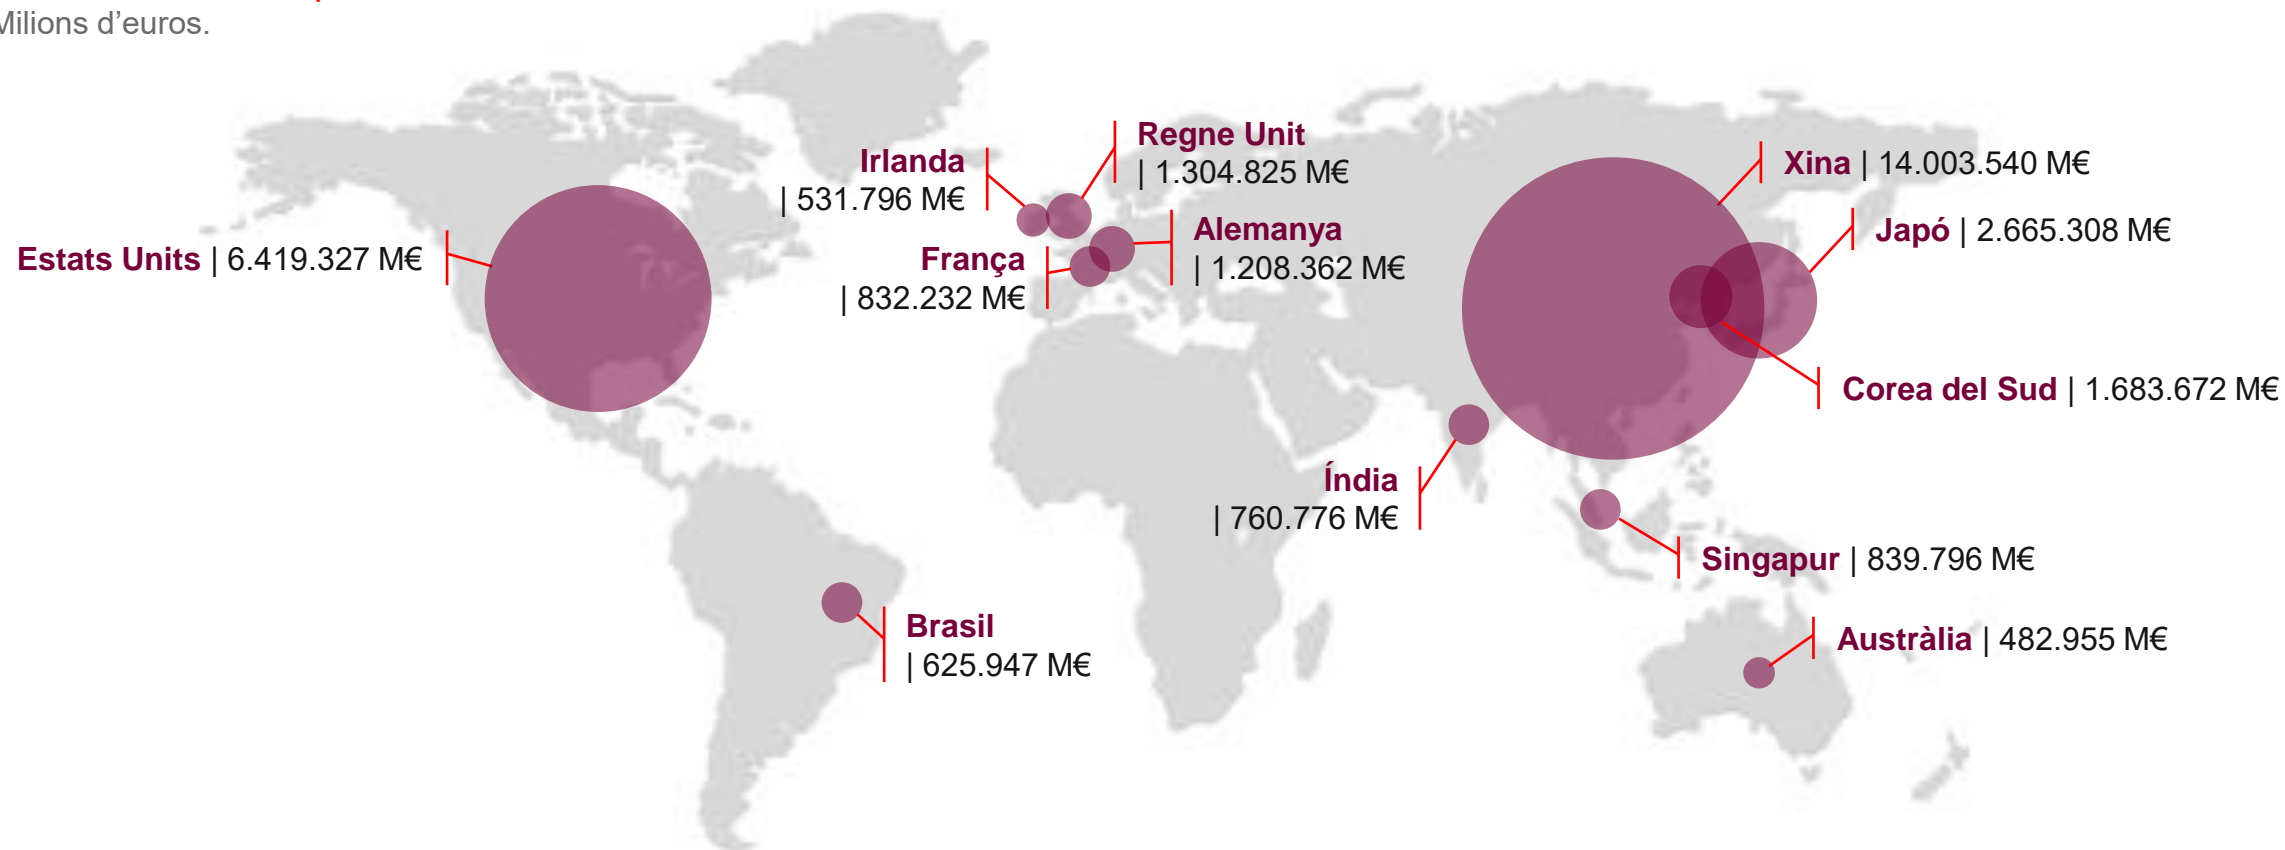 Milions d’euros.
Regne Unit
| 1.304.825 M€
Irlanda
| 531.796 M€
Xina | 14.003.540 M€
Japó | 2.665.308 M€
Alemanya
| 1.208.362 M€
Estats Units | 6.419.327 M€
França
| 832.232 M€
Corea del Sud | 1.683.672 M€
Índia
| 760.776 M€
Singapur | 839.796 M€
Brasil
| 625.947 M€
Austràlia | 482.955 M€